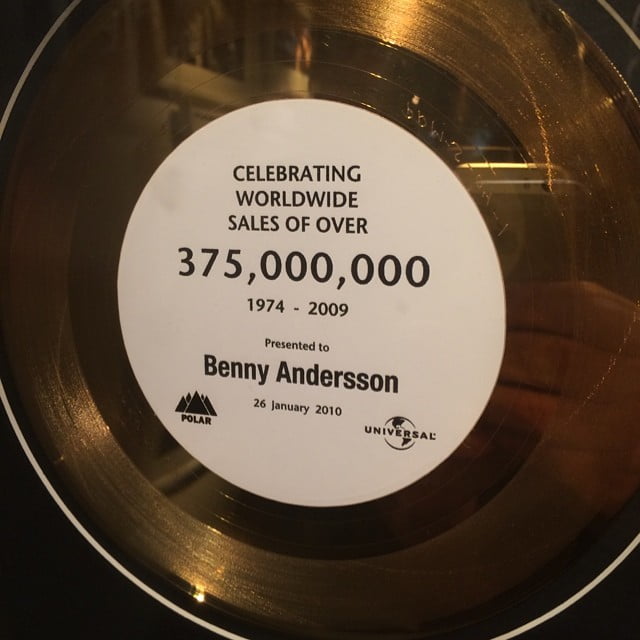 CELEBRATING
WORLDWIDE
SALES OF OVER
375,000,000
1974 - 2009
Presented to
Benny Andersson
26 January 2010
POLAR
UNIVERSAL